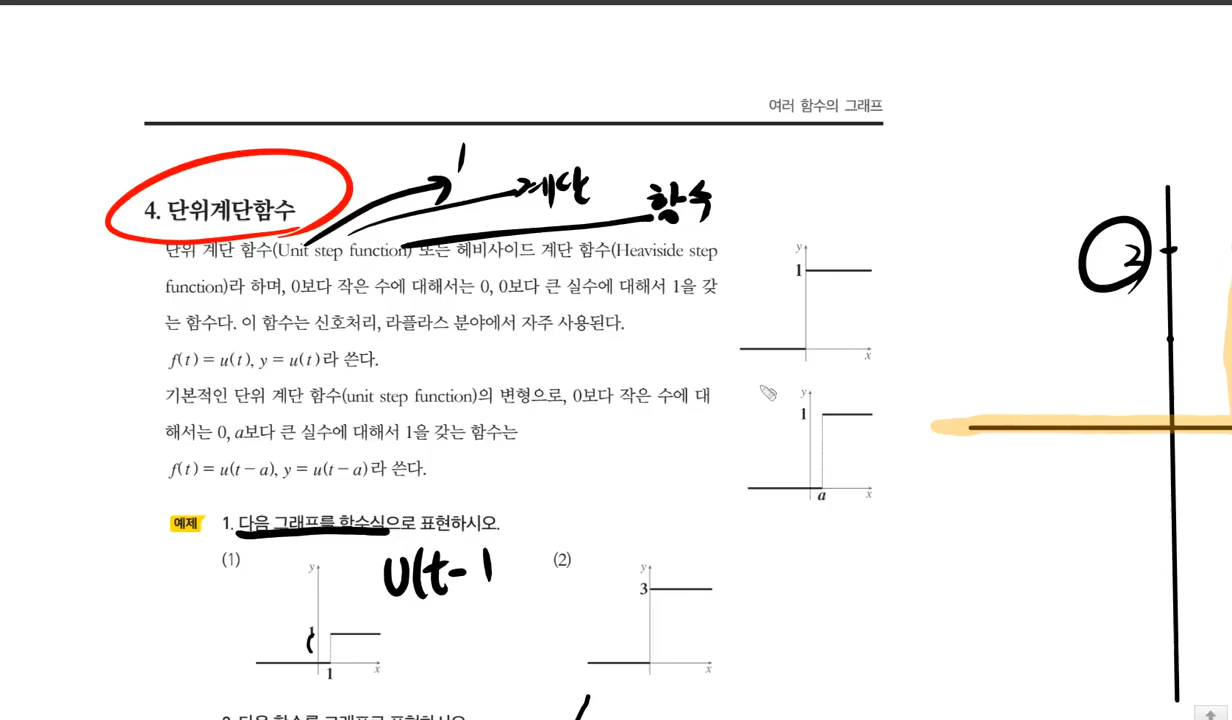 여러 함수의 그래프
1
계단
함수
4. 단위계단함수
단위 계단 함수(Unit step function) 또는 헤비사이드 계단 함수(Heaviside step
function)라 하며, 0보다 작은 수에 대해서는 0, 0보다 큰 실수에 대해서 1을 갖
는 함수다. 이 함수는 신호처리, 라플라스 분야에서 자주 사용된다.
f(t) = u(t), y = u(t)라 쓴다.
기본적인 단위 계단 함수(unit step function)의 변형으로, 0보다 작은 수에 대
해서는 0, a보다 큰 실수에 대해서 1을 갖는 함수는
f(t) = u(t - a), y = u(t - a)라 쓴다.
y
1
x
y
1
a
x
2
예제 1. 다음 그래프를 함수식으로 표현하시오.
(1)
u(t-1
y
1
1
x
(2)
y
3
x